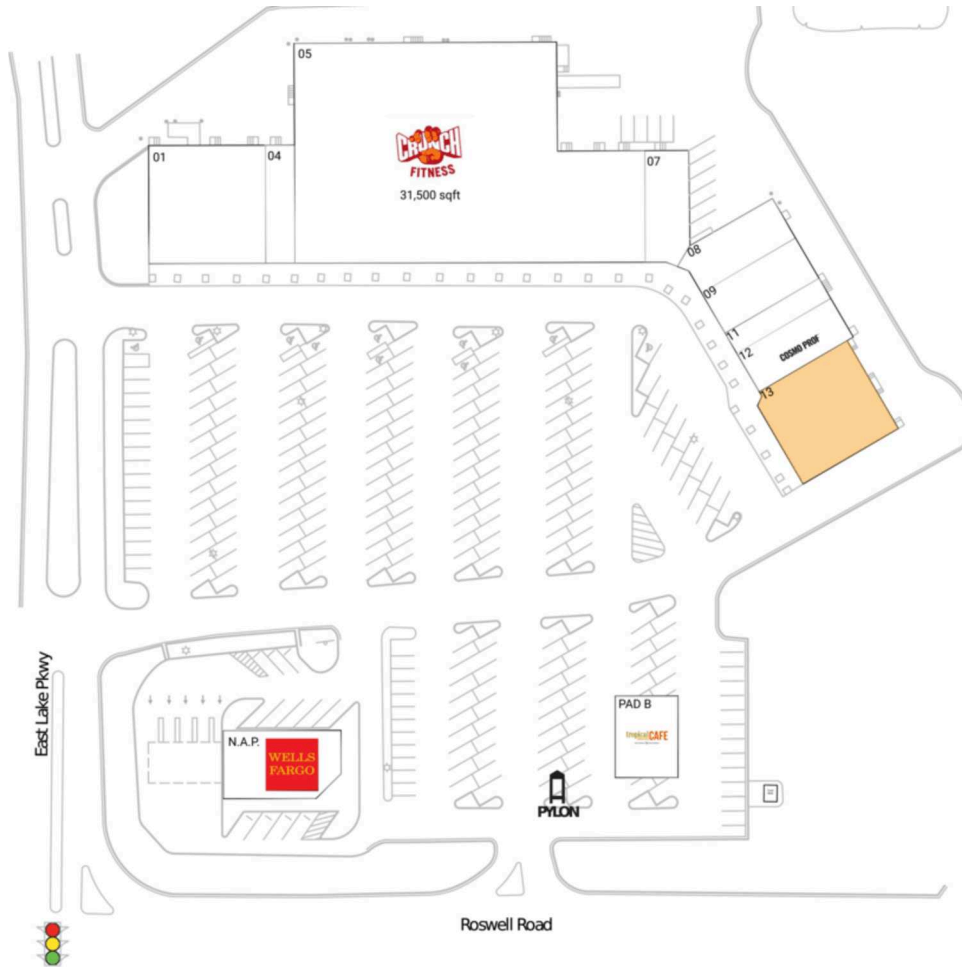 05
01
04
CRUNCH
FITNESS
31,500 sqft
07
08
09
11
12
COSMO PROF
13
East Lake Pkwy
N.A.P.
WELLS
FARGO
PAD B
tropical CAFE
PYLON
Roswell Road